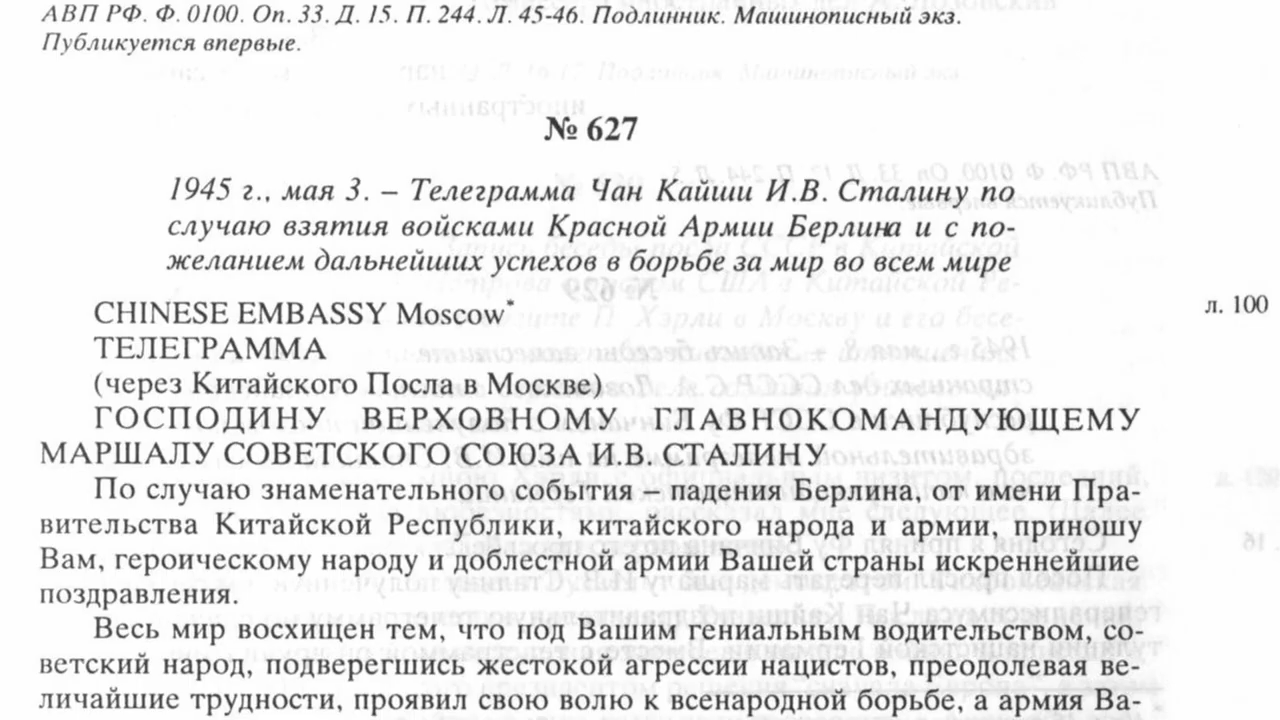 АВП РФ. Ф. 0100. Оп. 33. Д. 15. П. 244. Л. 45-46. Подлинник. Машинописный экз.
Публикуется впервые.
№ 627
1945 г., мая 3. – Телеграмма Чан Кайши И.В. Сталину по
случаю взятия войсками Красной Армии Берлина и с по-
желанием дальнейших успехов в борьбе за мир во всем мире
CHINESE EMBASSY Moscow* л. 100
ТЕЛЕГРАММА
(через Китайского Посла в Москве)
ГОСПОДИНУ ВЕРХОВНОМУ ГЛАВНОКОМАНДУЮЩЕМУ
МАРШАЛУ СОВЕТСКОГО СОЮЗА И.В. СТАЛИНУ
По случаю знаменательного события – падения Берлина, от имени Пра-
вительства Китайской Республики, китайского народа и армии, приношу
Вам, героическому народу и доблестной армии Вашей страны искреннейшие
поздравления.
Весь мир восхищен тем, что под Вашим гениальным водительством, со-
ветский народ, подвергшись жестокой агрессии нацистов, преодолевая ве-
личайшие трудности, проявил свою волю к всенародной борьбе, а армия Ва-